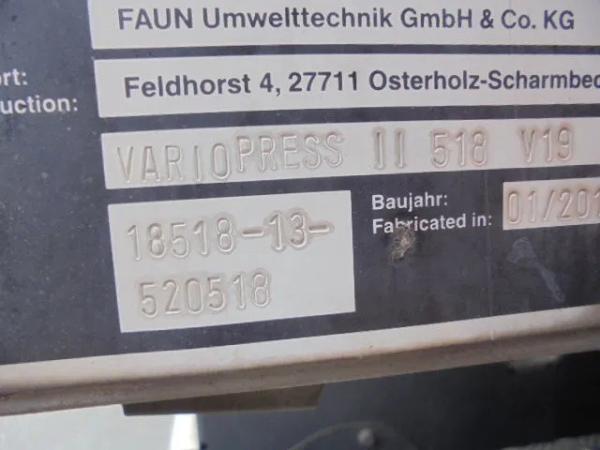 FAUN Umwelttechnik GmbH & Co. KG
ort:
uction:
Feldhorst 4, 27711 Osterholz-Scharmbec
VARIOPRESS II 518 V19
Baujahr:
Fabricated in:
01/201
18518-13-
520518